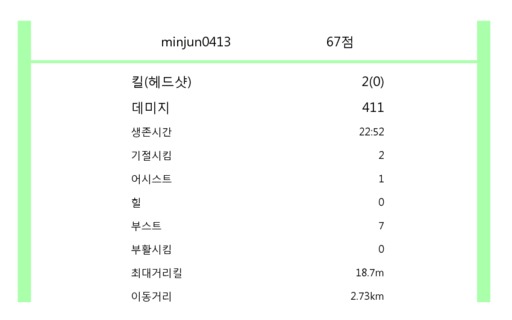 minjun0413 67점
킬(헤드샷) 2(0)
데미지 411
생존시간 22:52
기절시킴 2
어시스트 1
힐 0
부스트 7
부활시킴 0
최대거리킬 18.7m
이동거리 2.73km